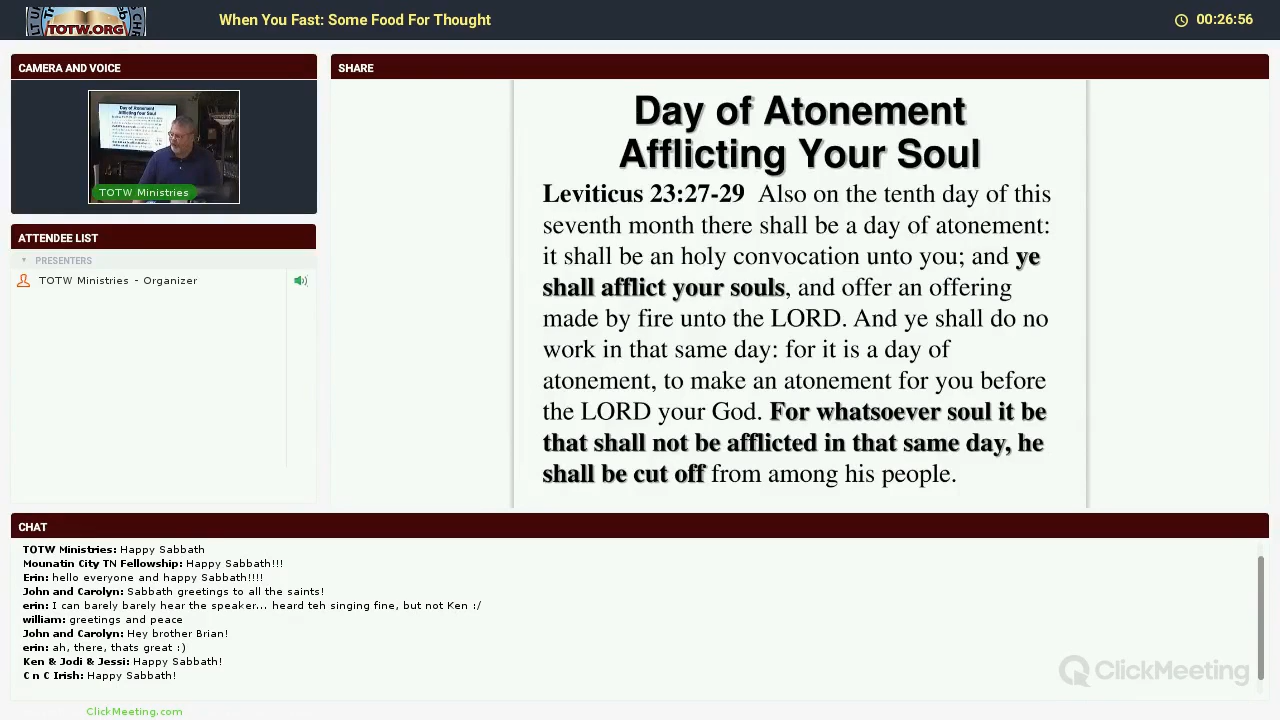 TOTW.ORG
When You Fast: Some Food For Thought
00:26:56
CAMERA AND VOICE
Day of Atonement
Afflicting Your Soul
TOTW Ministries
ATTENDEE LIST
PRESENTERS
TOTW Ministries - Organizer
SHARE
Day of Atonement
Afflicting Your Soul
Leviticus 23:27-29 Also on the tenth day of this
seventh month there shall be a day of atonement:
it shall be an holy convocation unto you; and ye
shall afflict your souls, and offer an offering
made by fire unto the LORD. And ye shall do no
work in that same day: for it is a day of
atonement, to make an atonement for you before
the LORD your God. For whatsoever soul it be
that shall not be afflicted in that same day, he
shall be cut off from among his people.
CHAT
TOTW Ministries: Happy Sabbath
Mounatin City TN Fellowship: Happy Sabbath!!!
Erin: hello everyone and happy Sabbath!!!!
John and Carolyn: Sabbath greetings to all the saints!
erin: I can barely barely hear the speaker... heard teh singing fine, but not Ken :/
william: greetings and peace
John and Carolyn: Hey brother Brian!
erin: ah, there, thats great :)
Ken & Jodi & Jessi: Happy Sabbath!
C n C Irish: Happy Sabbath!
ClickMeeting
ClickMeeting.com